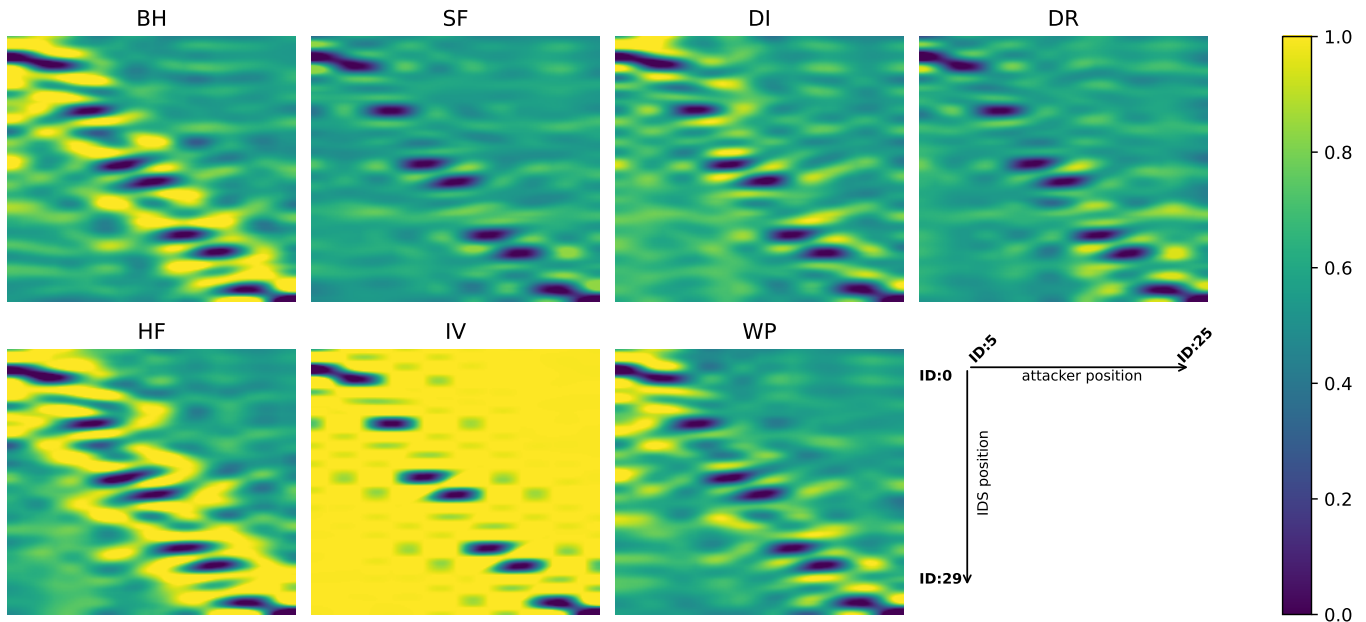 BH SF DI DR
1.0
0.8
0.6
0.4
0.2
0.0
HF IV WP
ID:5 ID:25
ID:0
attacker position
IDS position
ID:29